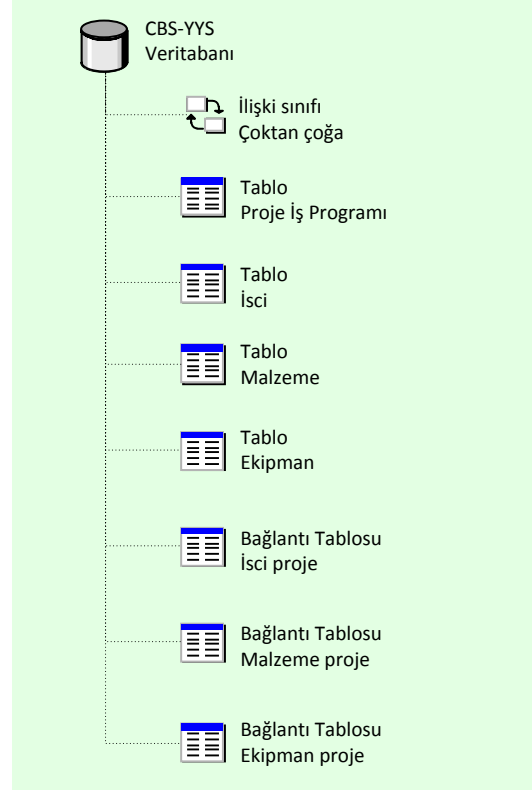 CBS-YYS
Veritabanı
İlişki sınıfı
Çoktan çoğa
Tablo
Proje İş Programı
Tablo
İsci
Tablo
Malzeme
Tablo
Ekipman
Bağlantı Tablosu
İsci proje
Bağlantı Tablosu
Malzeme proje
Bağlantı Tablosu
Ekipman proje